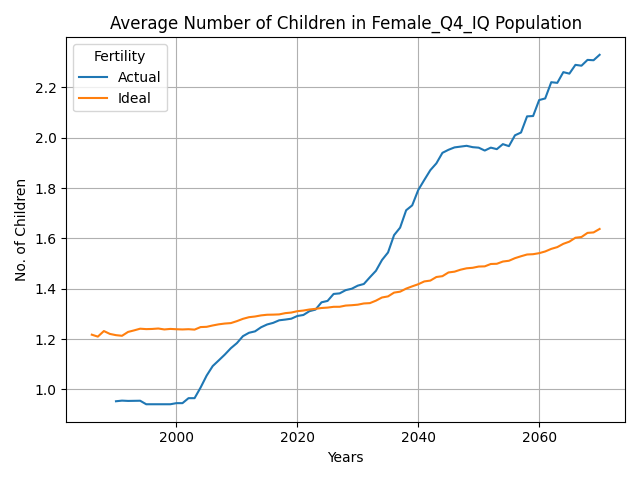 Average Number of Children in Female_Q4_IQ Population
Fertility
Actual
Ideal
No. of Children
2.2
2.0
1.8
1.6
1.4
1.2
1.0
2000 2020 2040 2060
Years